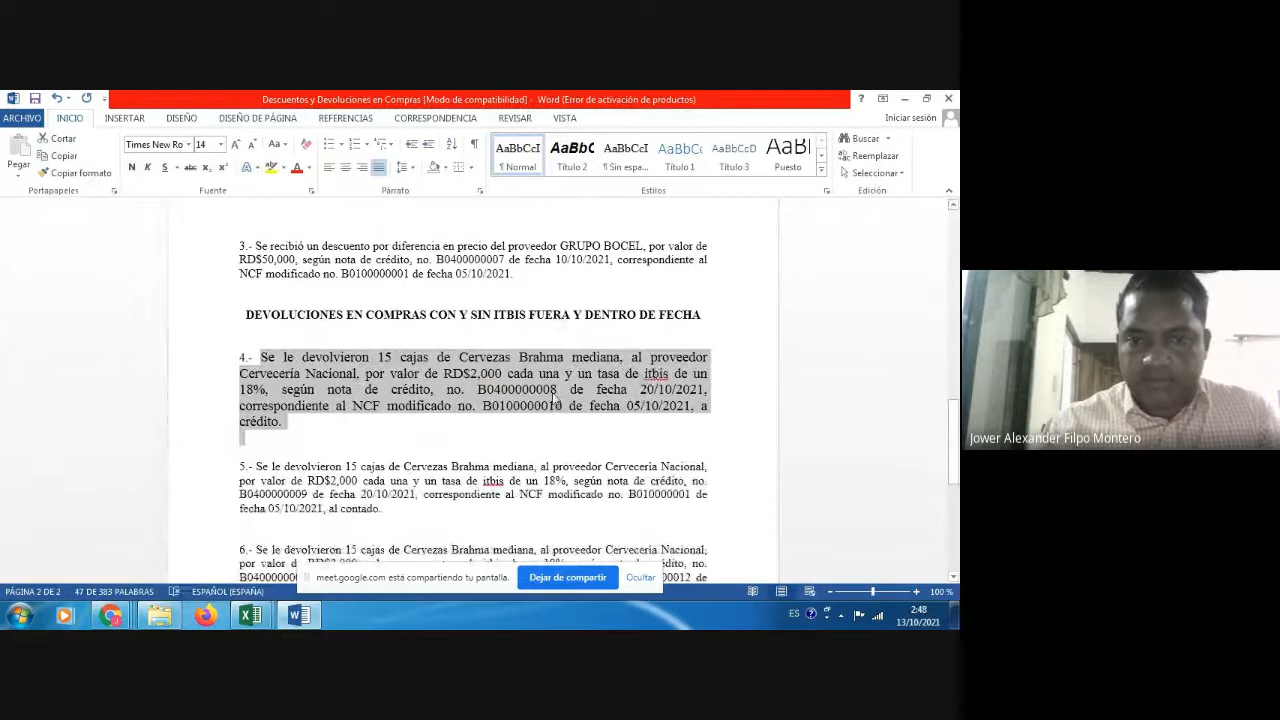 Descuentos y Devoluciones en Compras [Modo de compatibilidad] - Word (Error de activación de productos)
ARCHIVO INICIO INSERTAR DISEÑO DISEÑO DE PÁGINA REFERENCIAS CORRESPONDENCIA REVISAR VISTA Iniciar sesión
Pegar
Cortar
Copiar
Copiar formato
Portapapeles
Times New Ro 14
N K S abc
Fuente
Párrafo
AaBbCcI AaBbC AaBbCcI AaBbC AaBbCcD AaBbCcI AaBl
¶ Normal Título 2 ¶ Sin espa... Título 1 Título 3 Puesto
Estilos
Buscar
Reemplazar
Seleccionar
Edición
3.- Se recibió un descuento por diferencia en precio del proveedor GRUPO BOCEL, por valor de
RD$50,000, según nota de crédito, no. B0400000007 de fecha 10/10/2021, correspondiente al
NCF modificado no. B0100000001 de fecha 05/10/2021.
DEVOLUCIONES EN COMPRAS CON Y SIN ITBIS FUERA Y DENTRO DE FECHA
4.- Se le devolvieron 15 cajas de Cervezas Brahma mediana, al proveedor
Cervecería Nacional, por valor de RD$2,000 cada una y un tasa de itbis de un
18%, según nota de crédito, no. B0400000008 de fecha 20/10/2021,
correspondiente al NCF modificado no. B0100000010 de fecha 05/10/2021, a
crédito.
5.- Se le devolvieron 15 cajas de Cervezas Brahma mediana, al proveedor Cervecería Nacional,
por valor de RD$2,000 cada una y un tasa de itbis de un 18%, según nota de crédito, no.
B0400000009 de fecha 20/10/2021, correspondiente al NCF modificado no. B010000001 de
fecha 05/10/2021, al contado.
6.- Se le devolvieron 15 cajas de Cervezas Brahma mediana, al proveedor Cervecería Nacional,
por valor d
meet.google.com está compartiendo tu pantalla. Dejar de compartir Ocultar
PÁGINA 2 DE 2 47 DE 383 PALABRAS ESPAÑOL (ESPAÑA) 100 %
ES 2:48
13/10/2021
Jower Alexander Filpo Montero